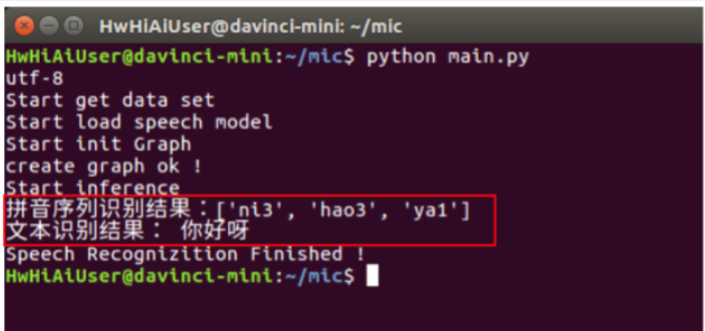 HwHiAiUser@davinci-mini: ~/mic
HwHiAiUser@davinci-mini:~/mic$ python main.py
utf-8
Start get data set
Start load speech model
Start init Graph
create graph ok !
Start inference
拼音序列识别结果：['ni3', 'hao3', 'ya1']
文本识别结果： 你好呀
Speech Recognizition Finished !
HwHiAiUser@davinci-mini:~/mic$